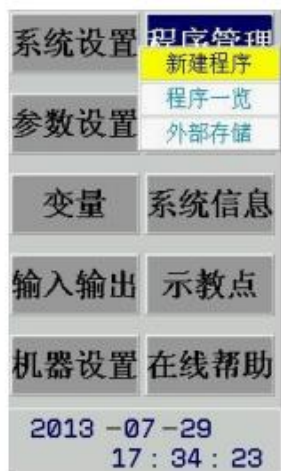 系统设置 程序管理
新建程序
程序一览
参数设置
外部存储
变量 系统信息
输入输出 示教点
机器设置 在线帮助
2013 -07-29
17 : 34 : 23